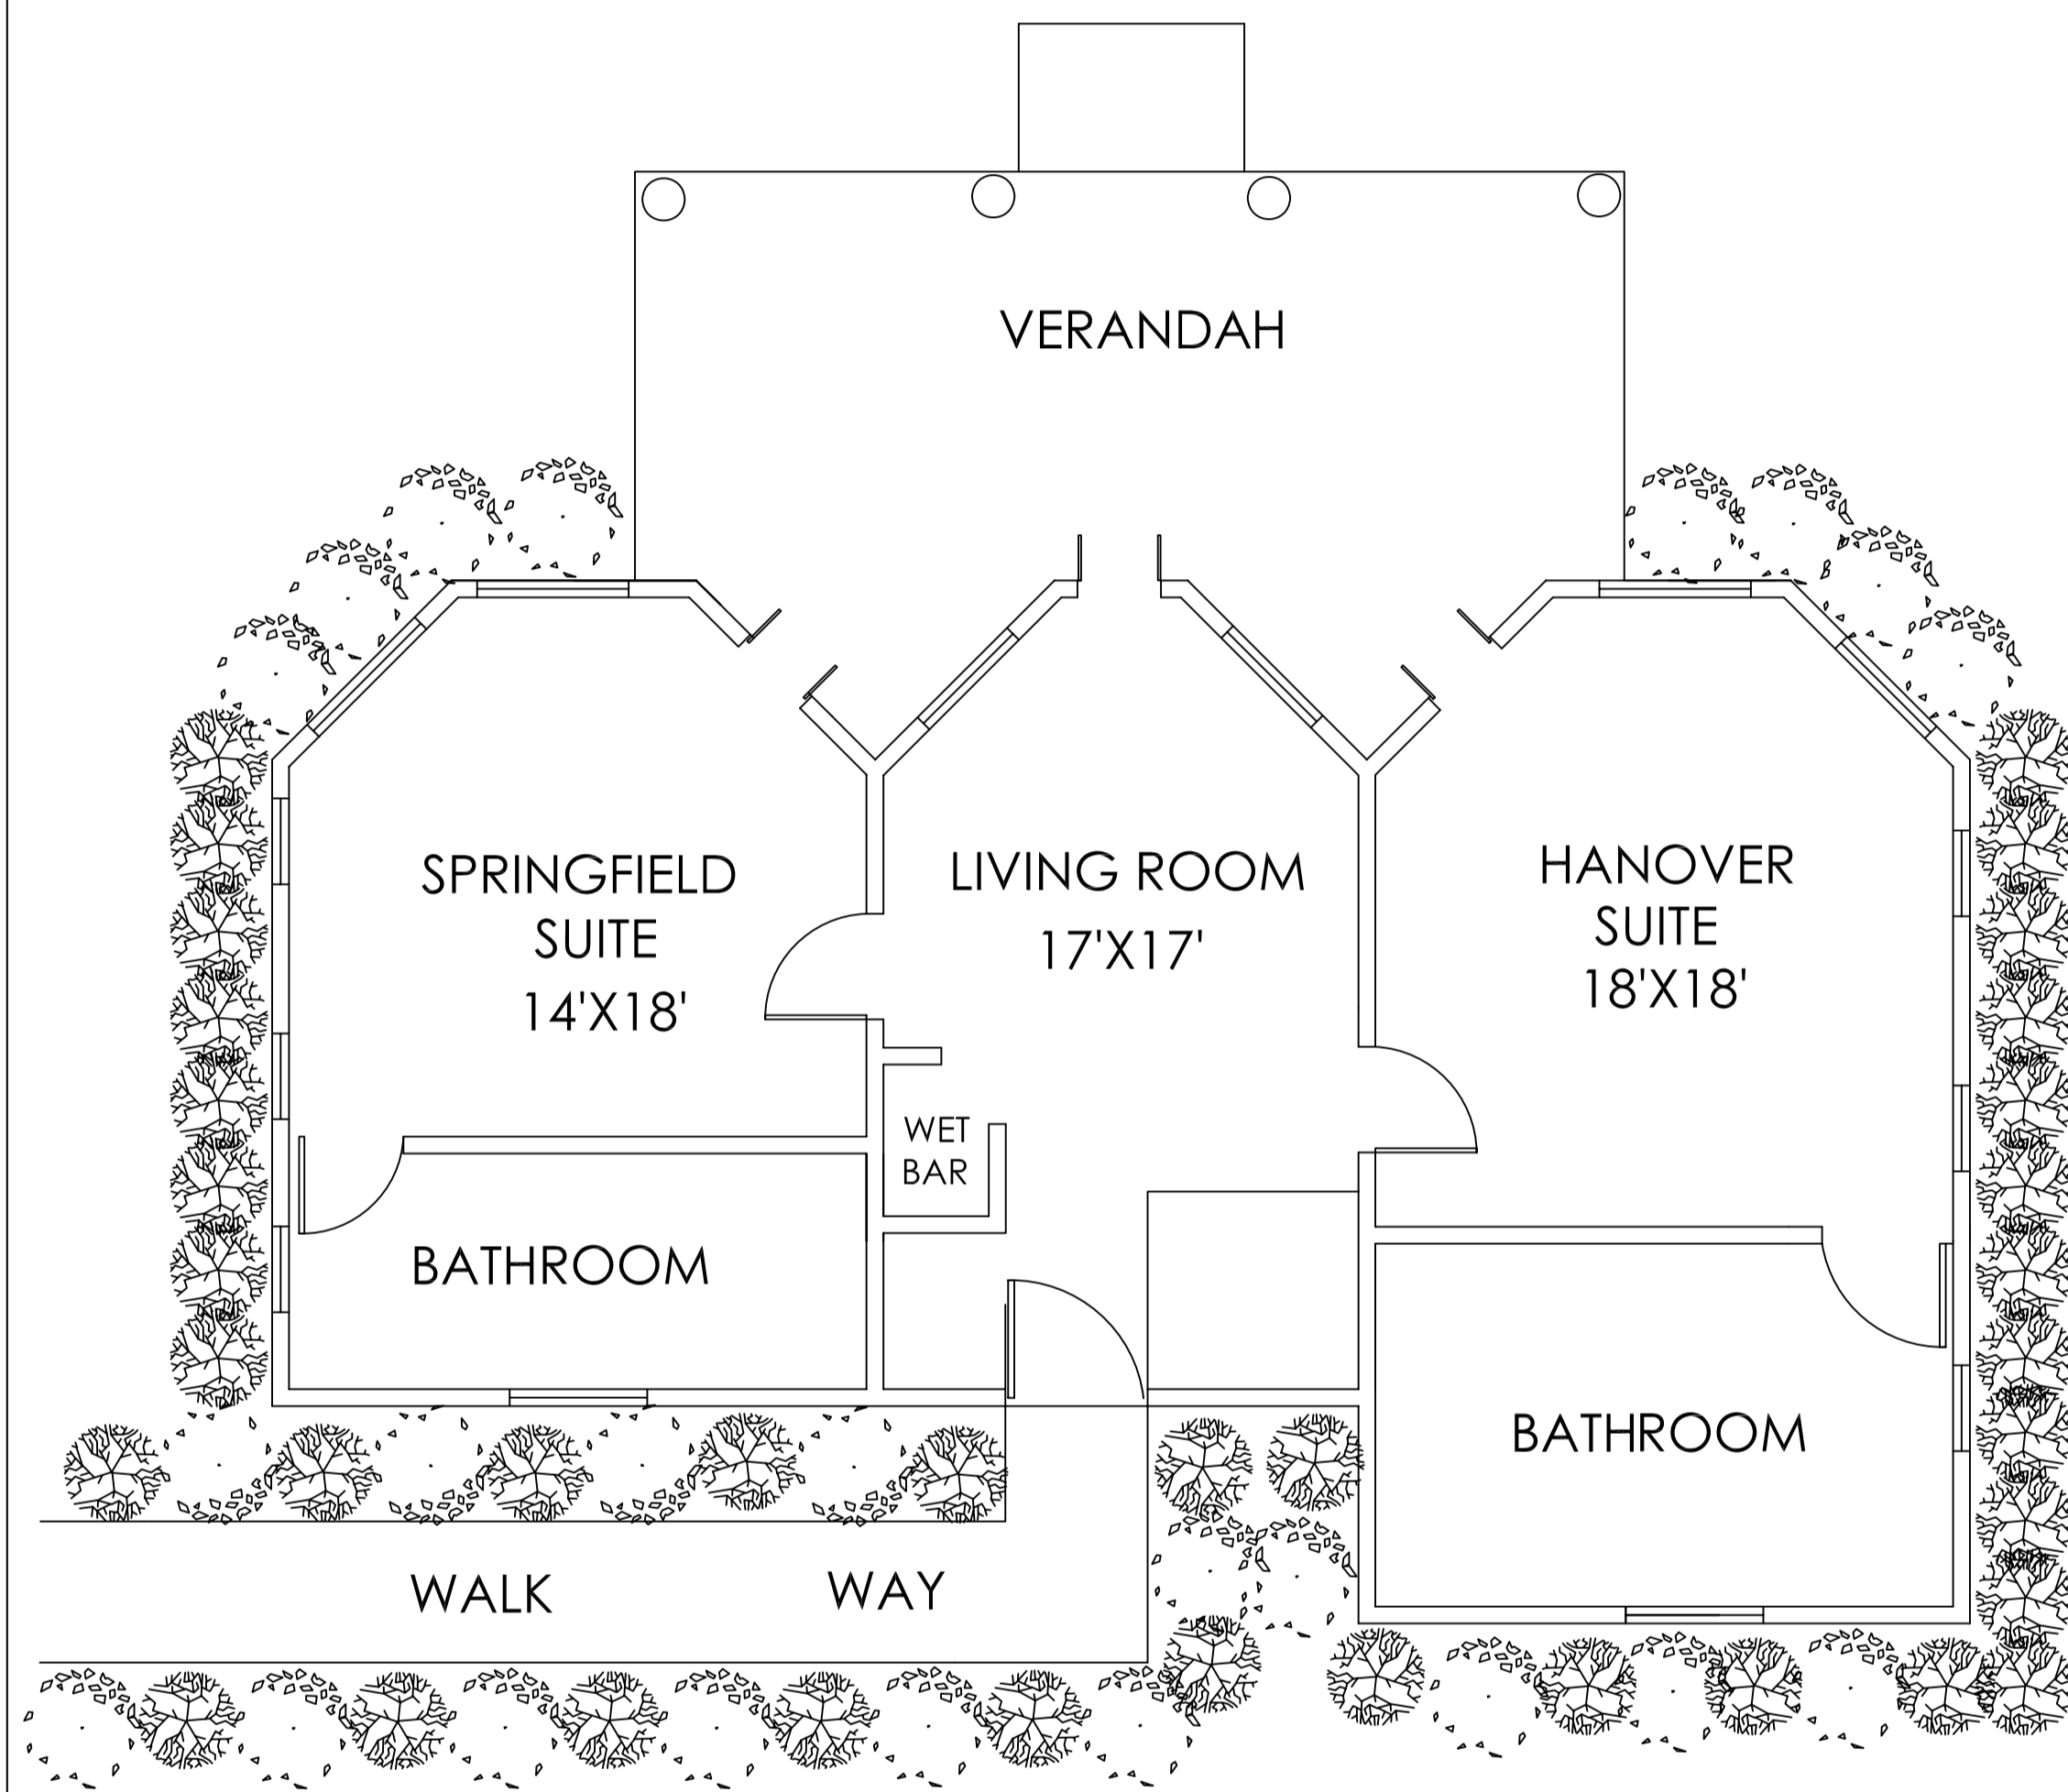 VERANDAH
SPRINGFIELD
SUITE
14'X18'
LIVING ROOM
17'X17'
HANOVER
SUITE
18'X18'
WET
BAR
BATHROOM
BATHROOM
WALK WAY